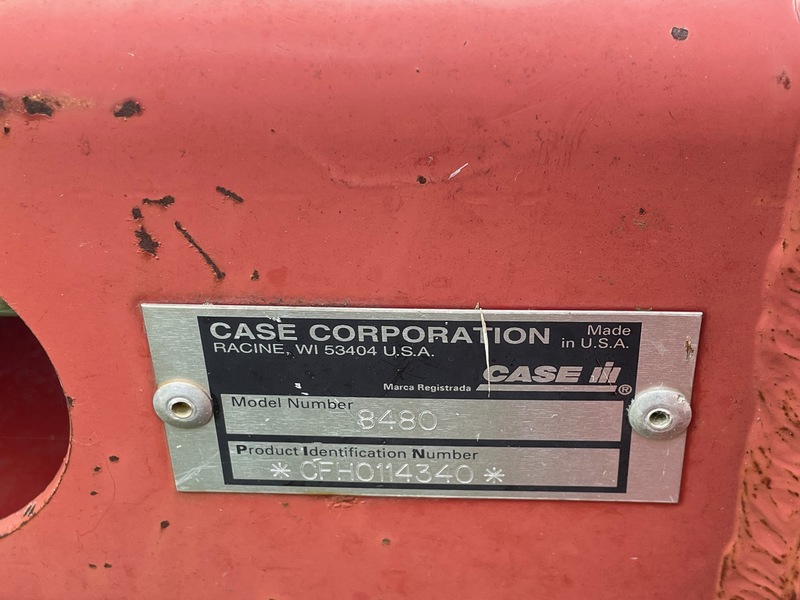 CASE CORPORATION
Made in U.S.A.
RACINE, WI 53404 U.S.A.
Marca Registrada CASE IH ®
Model Number
8480
Product Identification Number
* CFH0114340 *